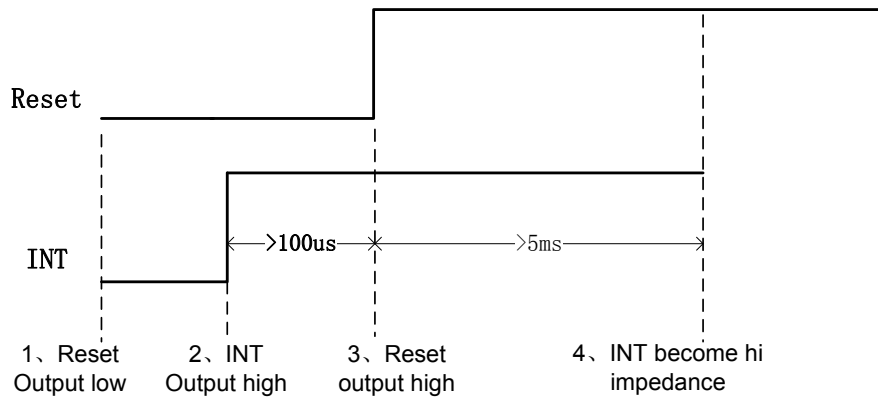 Reset
>100us
>5ms
INT
1、Reset
Output low
2、INT
Output high
3、Reset
output high
4、INT become hi
impedance